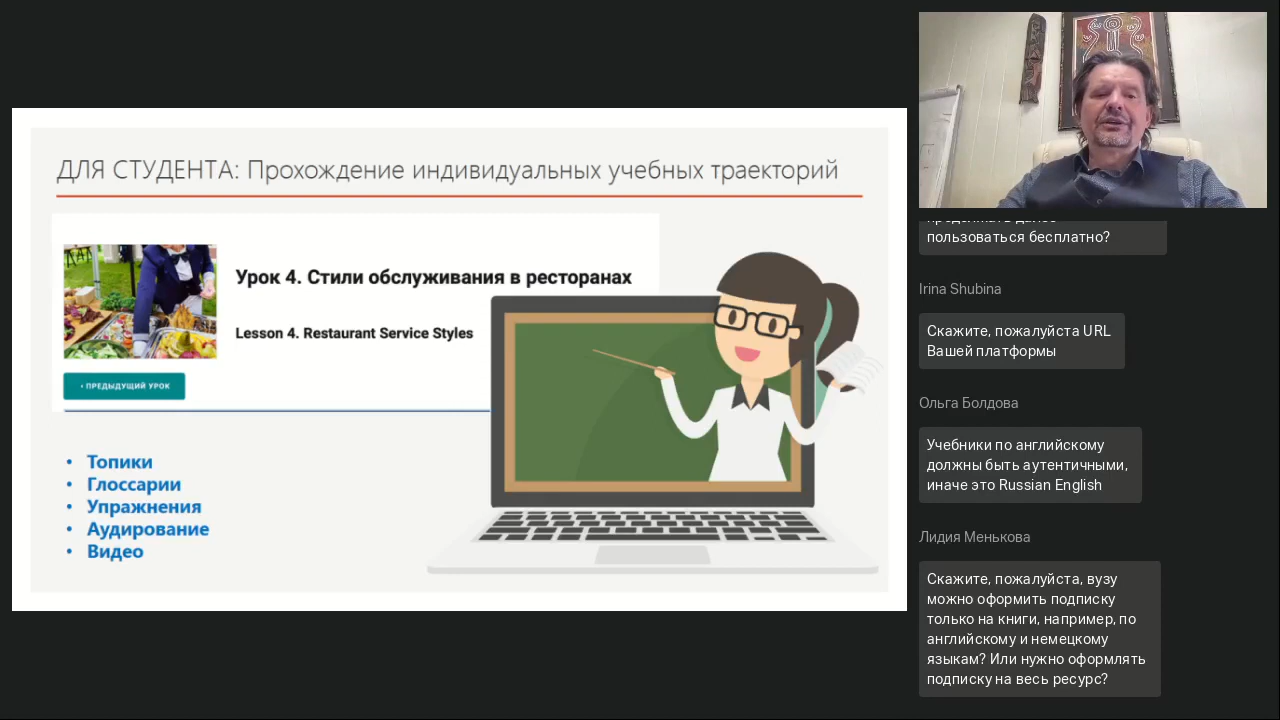 ДЛЯ СТУДЕНТА: Прохождение индивидуальных учебных траекторий
Урок 4. Стили обслуживания в ресторанах
Lesson 4. Restaurant Service Styles
‹ ПРЕДЫДУЩИЙ УРОК
• Топики
• Глоссарии
• Упражнения
• Аудирование
• Видео
продолжать далее
пользоваться бесплатно?
Irina Shubina
Скажите, пожалуйста URL
Вашей платформы
Ольга Болдова
Учебники по английскому
должны быть аутентичными,
иначе это Russian English
Лидия Менькова
Скажите, пожалуйста, вузу
можно оформить подписку
только на книги, например, по
английскому и немецкому
языкам? Или нужно оформлять
подписку на весь ресурс?